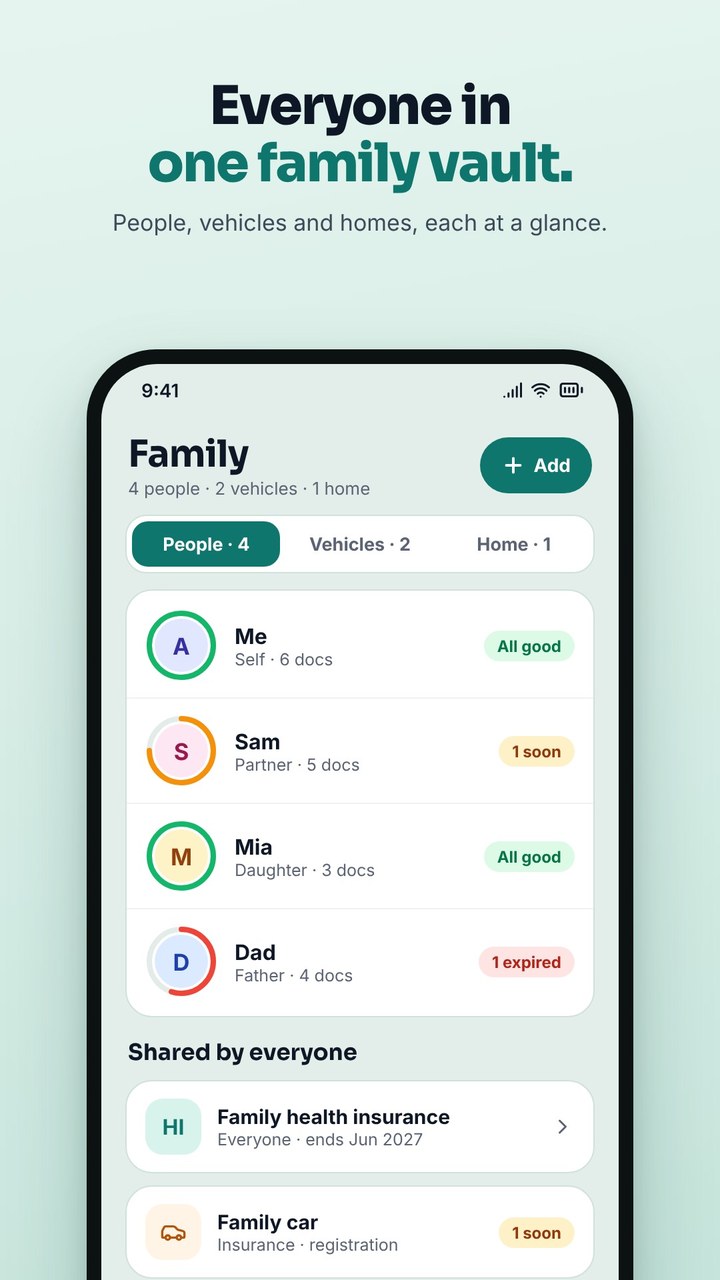 Everyone in
one family vault.
People, vehicles and homes, each at a glance.
9:41
Family
4 people · 2 vehicles · 1 home
+ Add
People · 4
Vehicles · 2
Home · 1
A
Me
Self · 6 docs
All good
S
Sam
Partner · 5 docs
1 soon
M
Mia
Daughter · 3 docs
All good
D
Dad
Father · 4 docs
1 expired
Shared by everyone
HI
Family health insurance
Everyone · ends Jun 2027
Family car
Insurance · registration
1 soon